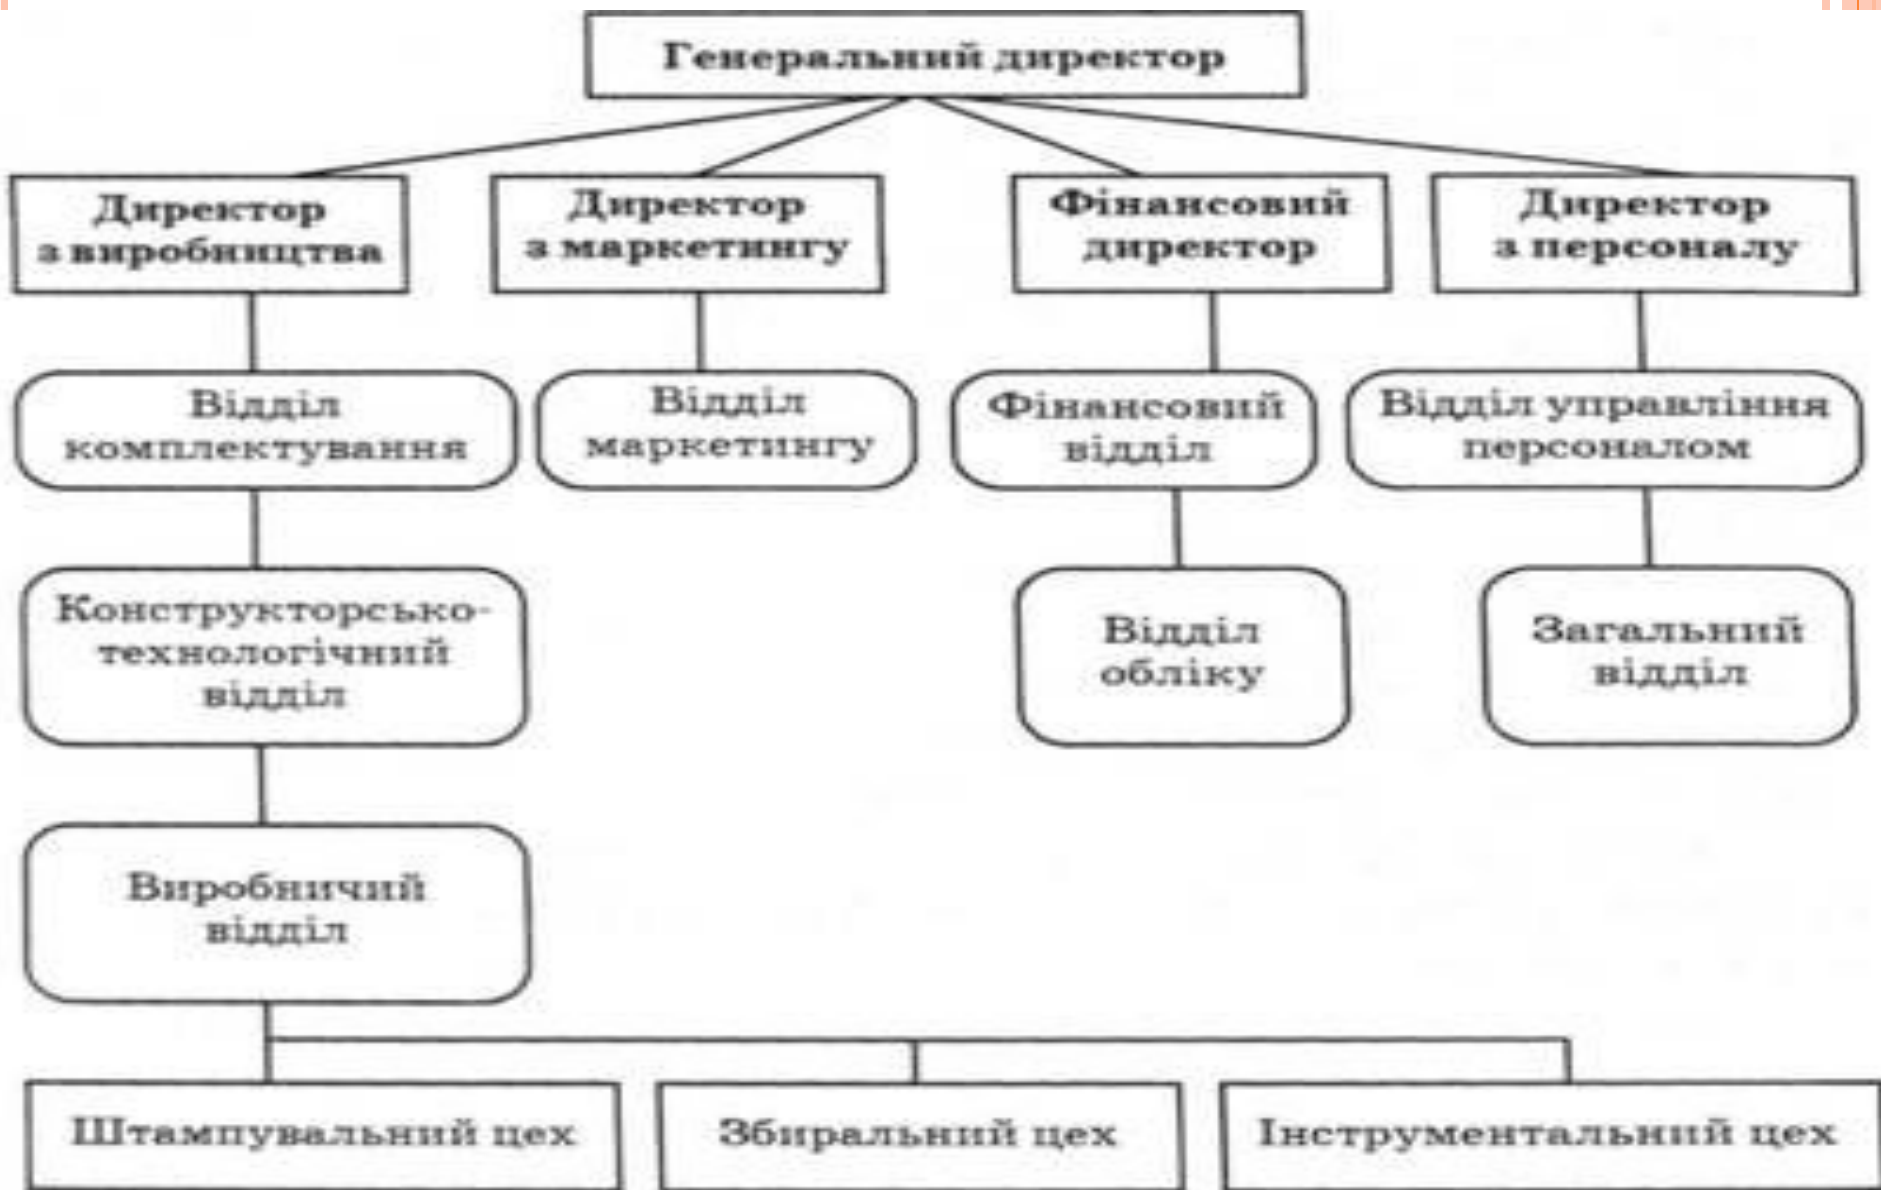 Генеральний директор
Директор
з виробництва
Директор
з маркетингу
Фінансовий
директор
Директор
з персоналу
Відділ
комплектування
Відділ
маркетингу
Фінансовий
відділ
Відділ управління
персоналом
Конструкторсько-
технологічний
відділ
Відділ
обліку
Загальний
відділ
Виробничий
відділ
Штампувальний цех
Збиральний цех
Інструментальний цех